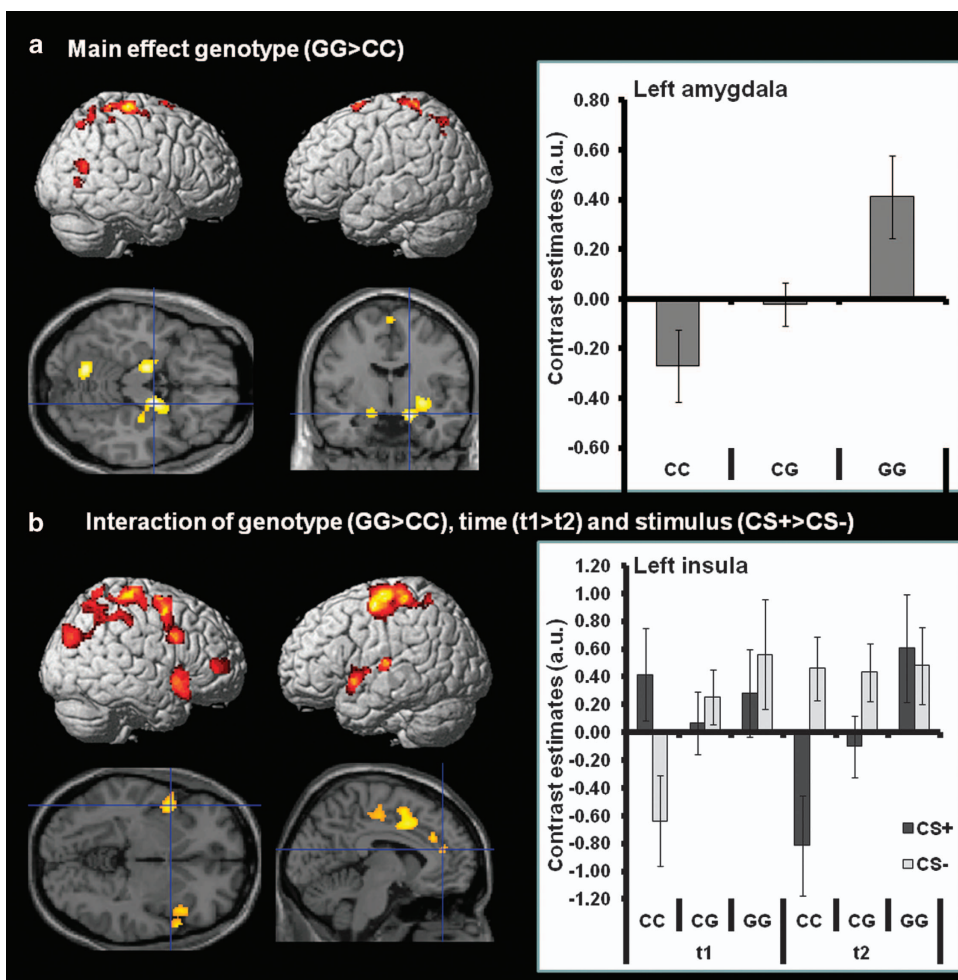 a Main effect genotype (GG>CC)
Left amygdala
Contrast estimates (a.u.)
0.80
0.60
0.40
0.20
0.00
-0.20
-0.40
-0.60
CC CG GG
b Interaction of genotype (GG>CC), time (t1>t2) and stimulus (CS+>CS-)
Left insula
Contrast estimates (a.u.)
1.20
1.00
0.80
0.60
0.40
0.20
0.00
-0.20
-0.40
-0.60
-0.80
-1.00
-1.20
CS+
CS-
CC CG GG CC CG GG
t1 t2